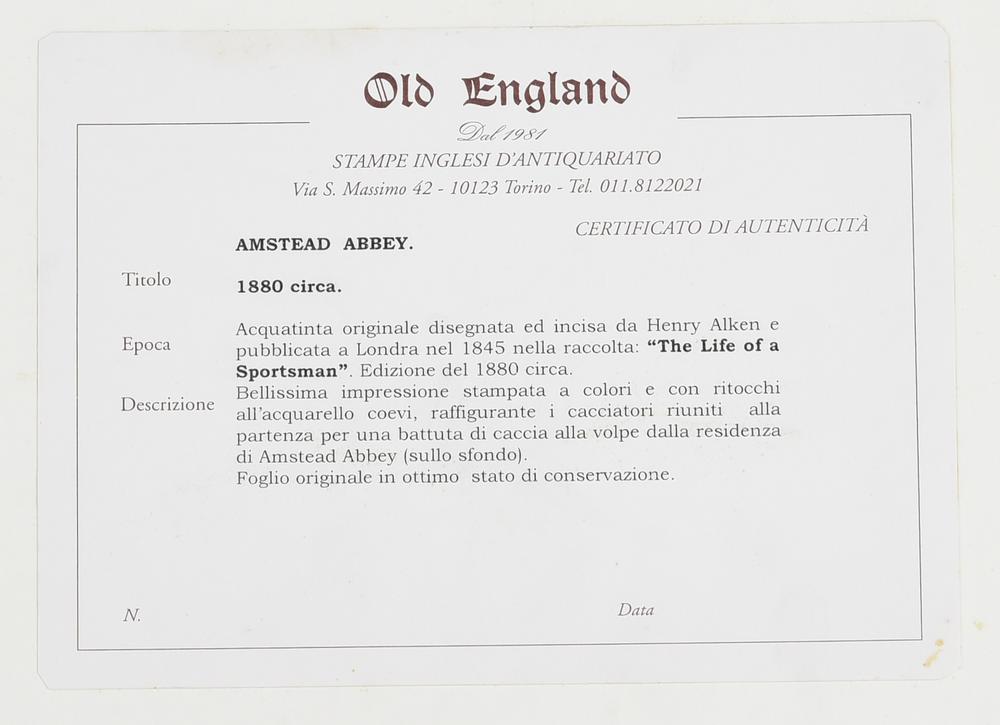 Old England
Dal 1981
STAMPE INGLESI D'ANTIQUARIATO
Via S. Massimo 42 - 10123 Torino - Tel. 011.8122021
CERTIFICATO DI AUTENTICITÀ
AMSTEAD ABBEY.
Titolo
1880 circa.
Epoca
Acquatinta originale disegnata ed incisa da Henry Alken e
pubblicata a Londra nel 1845 nella raccolta: “The Life of a
Sportsman”. Edizione del 1880 circa.
Descrizione
Bellissima impressione stampata a colori e con ritocchi
all'acquarello coevi, raffigurante i cacciatori riuniti alla
partenza per una battuta di caccia alla volpe dalla residenza
di Amstead Abbey (sullo sfondo).
Foglio originale in ottimo stato di conservazione.
N.
Data